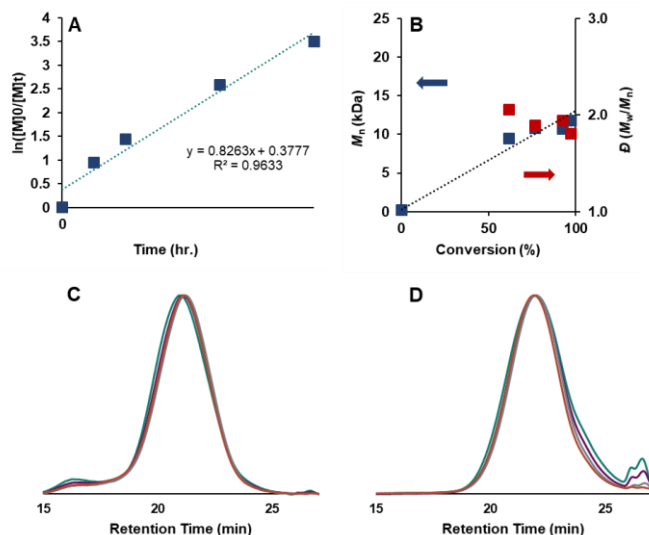 A
4
3.5
3
2.5
2
1.5
1
0.5
0
0
ln([M]0/[M]t)
y = 0.8263x + 0.3777
R² = 0.9633
Time (hr.)
B
25
20
15
10
5
0
Mn (kDa)
3.0
2.0
1.0
Đ (Mw/Mn)
0
50
100
Conversion (%)
C
15
20
25
Retention Time (min)
D
15
20
25
Retention Time (min)